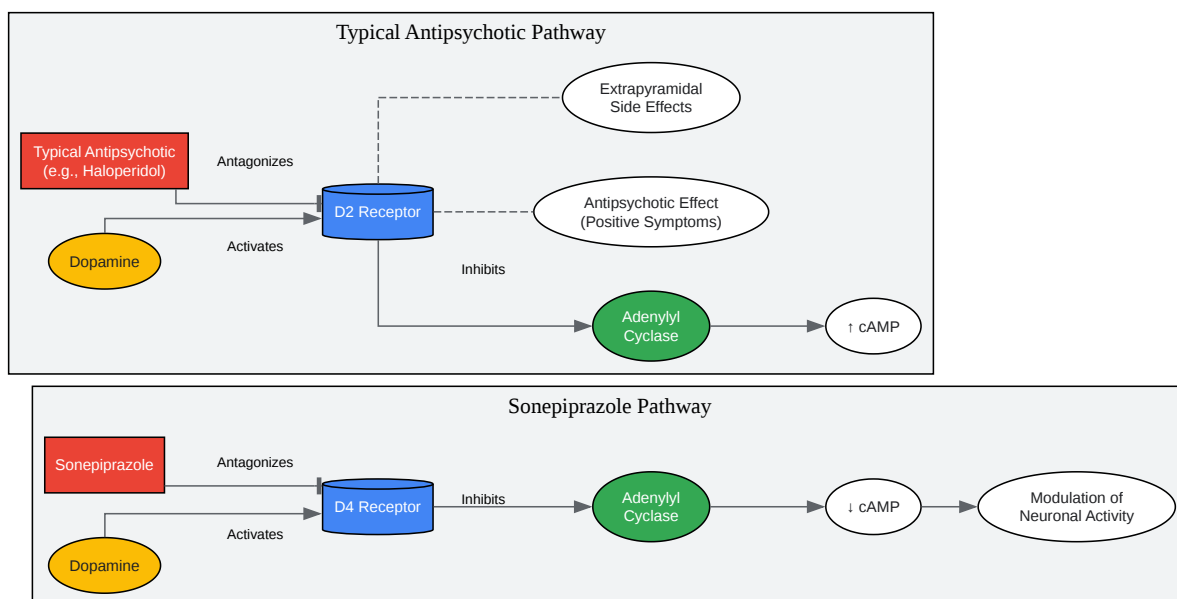 Typical Antipsychotic Pathway
Extrapyramidal
Side Effects
Typical Antipsychotic
(e.g., Haloperidol)
Antagonizes
D2 Receptor
Antipsychotic Effect
(Positive Symptoms)
Activates
Dopamine
Inhibits
Adenylyl
Cyclase
↑ cAMP
Sonepiprazole Pathway
Sonepiprazole
Antagonizes
D4 Receptor
Inhibits
Adenylyl
Cyclase
↓ cAMP
Modulation of
Neuronal Activity
Activates
Dopamine